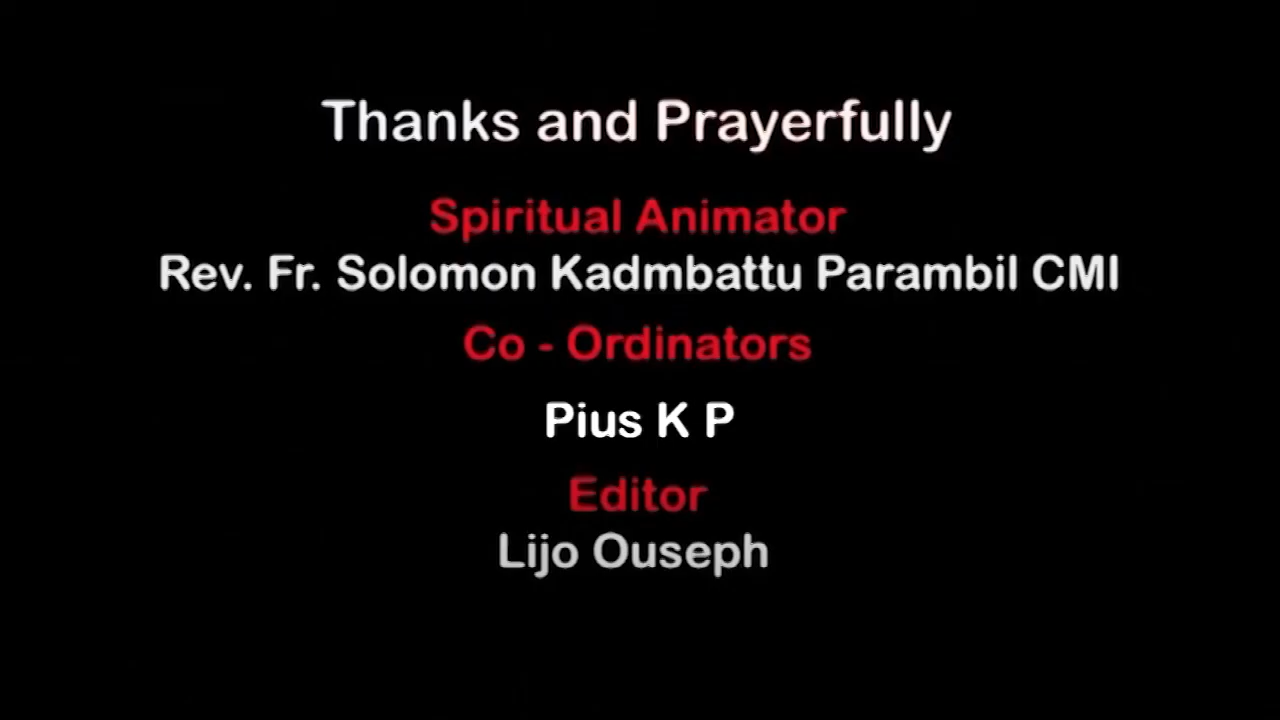 Thanks and Prayerfully
Spiritual Animator
Rev. Fr. Solomon Kadmbattu Parambil CMI
Co - Ordinators
Pius K P
Editor
Lijo Ouseph